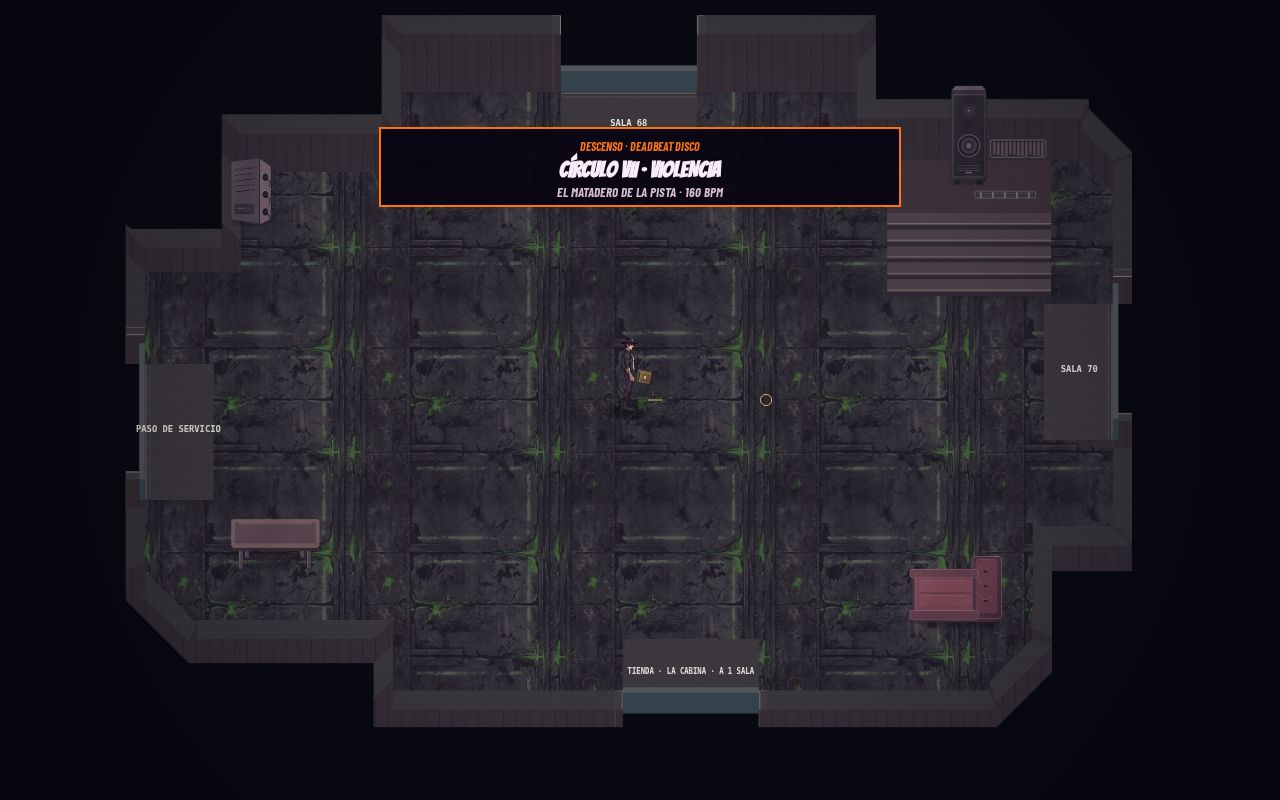 SALA 68
DESCENSO · DEADBEAT DISCO
CÍRCULO VII · VIOLENCIA
EL MATADERO DE LA PISTA · 160 BPM
SALA 70
PASO DE SERVICIO
TIENDA · LA CABINA · A 1 SALA